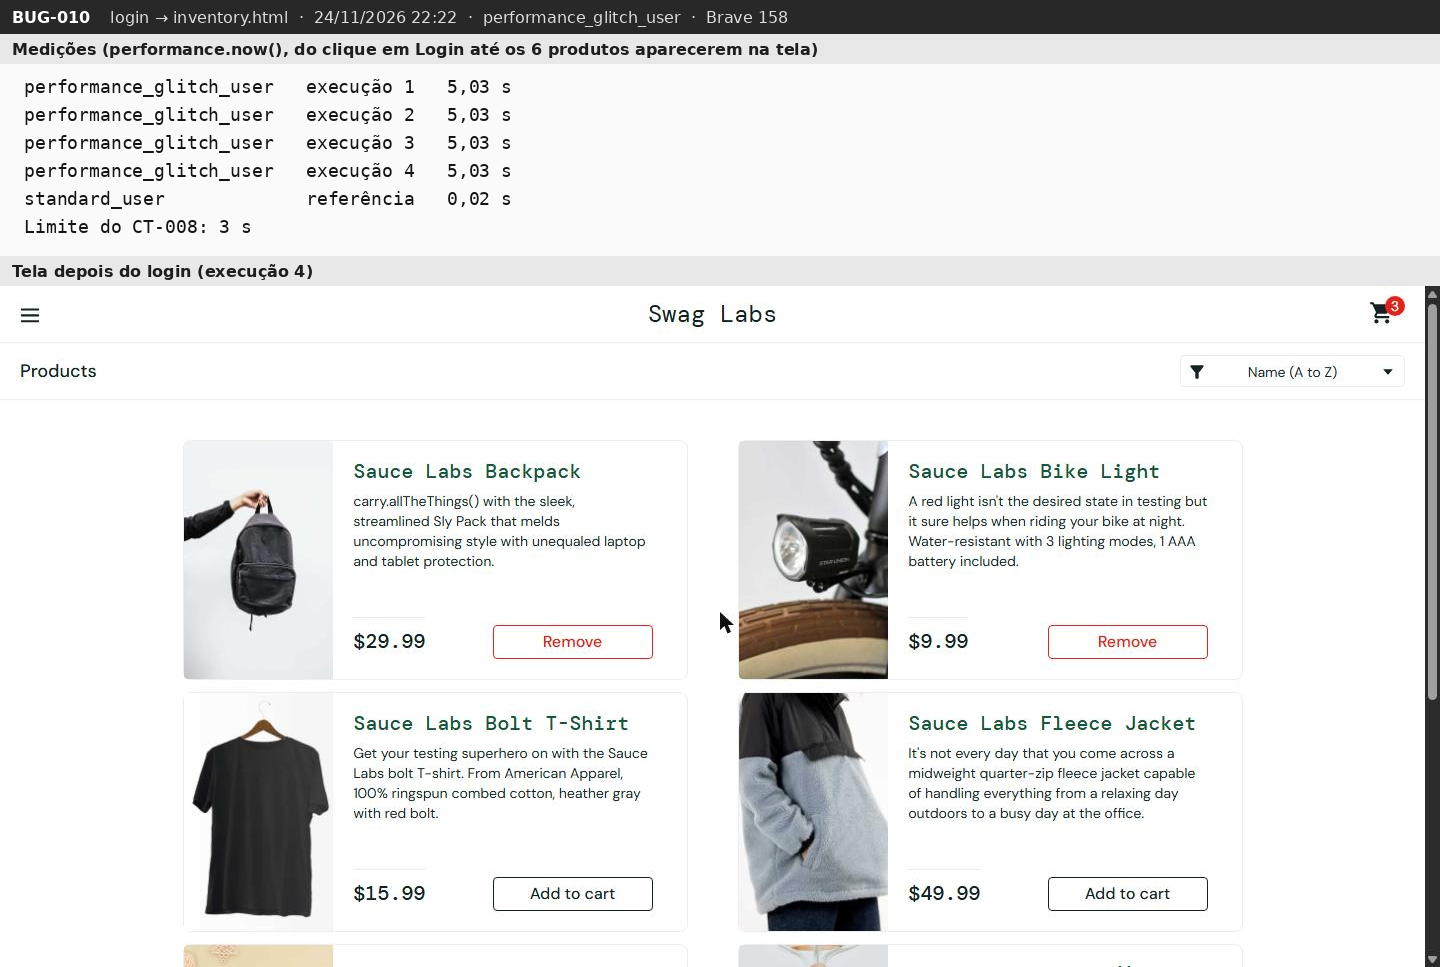 BUG-010 login → inventory.html · 24/11/2026 22:22 · performance_glitch_user · Brave 158
Medições (performance.now(), do clique em Login até os 6 produtos aparecerem na tela)
performance_glitch_user execução 1 5,03 s
performance_glitch_user execução 2 5,03 s
performance_glitch_user execução 3 5,03 s
performance_glitch_user execução 4 5,03 s
standard_user referência 0,02 s
Limite do CT-008: 3 s
Tela depois do login (execução 4)
Swag Labs
3
Products
Name (A to Z)
Sauce Labs Backpack
carry.allTheThings() with the sleek,
streamlined Sly Pack that melds
uncompromising style with unequaled laptop
and tablet protection.
$29.99
Remove
Sauce Labs Bike Light
A red light isn't the desired state in testing but
it sure helps when riding your bike at night.
Water-resistant with 3 lighting modes, 1 AAA
battery included.
$9.99
Remove
Sauce Labs Bolt T-Shirt
Get your testing superhero on with the Sauce
Labs bolt T-shirt. From American Apparel,
100% ringspun combed cotton, heather gray
with red bolt.
$15.99
Add to cart
Sauce Labs Fleece Jacket
It's not every day that you come across a
midweight quarter-zip fleece jacket capable
of handling everything from a relaxing day
outdoors to a busy day at the office.
$49.99
Add to cart